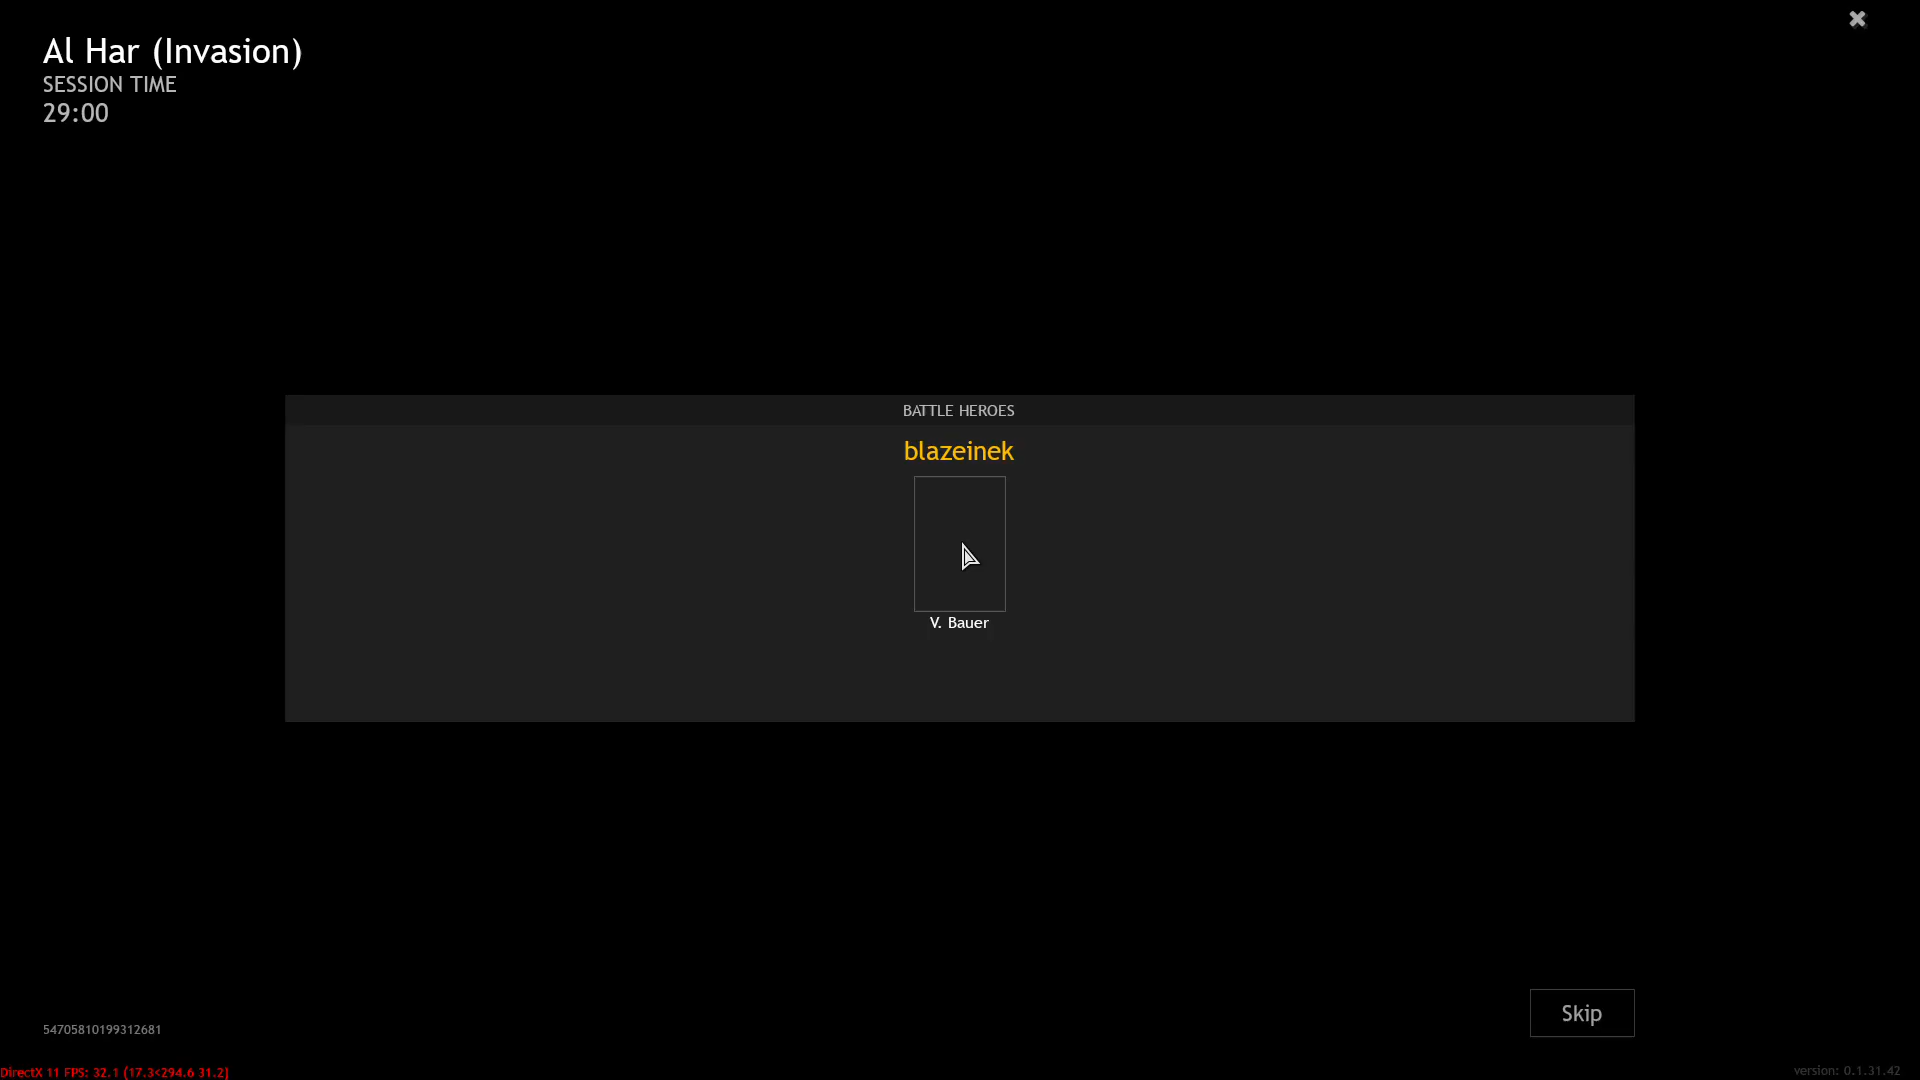 Al Har (Invasion)
SESSION TIME
29:00
BATTLE HEROES
blazeinek
V. Bauer
Skip
54705810199312681
DirectX 11 FPS: 32.1 (17.3<294.6 31.2)
version: 0.1.31.42